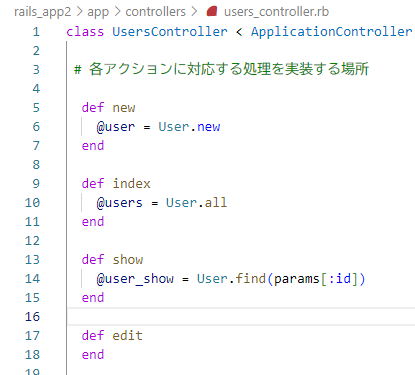 rails_app2 > app > controllers > users_controller.rb
1 class UsersController < ApplicationController
2
3 # 各アクションに対応する処理を実装する場所
4
5 def new
6 @user = User.new
7 end
8
9 def index
10 @users = User.all
11 end
12
13 def show
14 @user_show = User.find(params[:id])
15 end
16
17 def edit
18 end